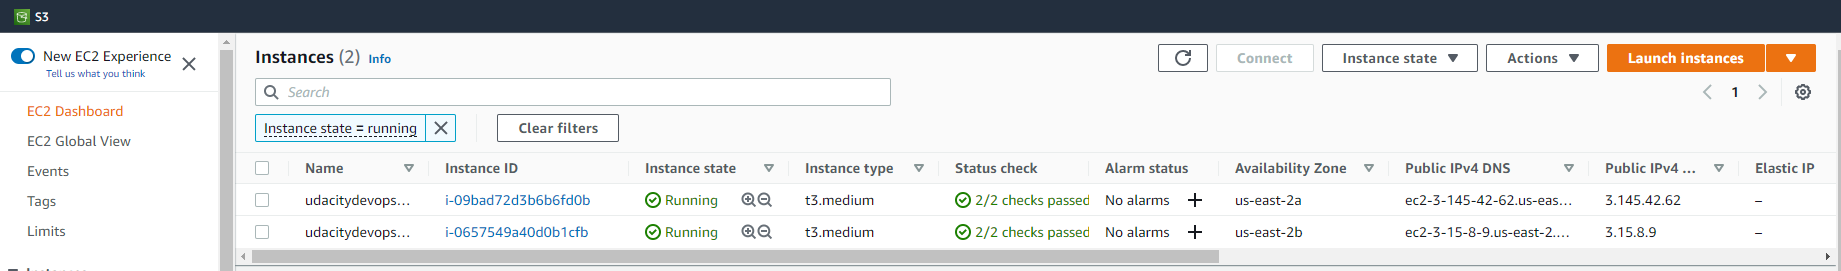 S3
New EC2 Experience
Tell us what you think
EC2 Dashboard
EC2 Global View
Events
Tags
Limits
Instances (2) Info
Connect Instance state Actions Launch instances
Search
1
Instance state = running Clear filters
Name Instance ID Instance state Instance type Status check Alarm status Availability Zone Public IPv4 DNS Public IPv4 ... Elastic IP
udacitydevops... i-09bad72d3b6b6fd0b Running t3.medium 2/2 checks passed No alarms + us-east-2a ec2-3-145-42-62.us-eas... 3.145.42.62 –
udacitydevops... i-0657549a40d0b1cfb Running t3.medium 2/2 checks passed No alarms + us-east-2b ec2-3-15-8-9.us-east-2.... 3.15.8.9 –